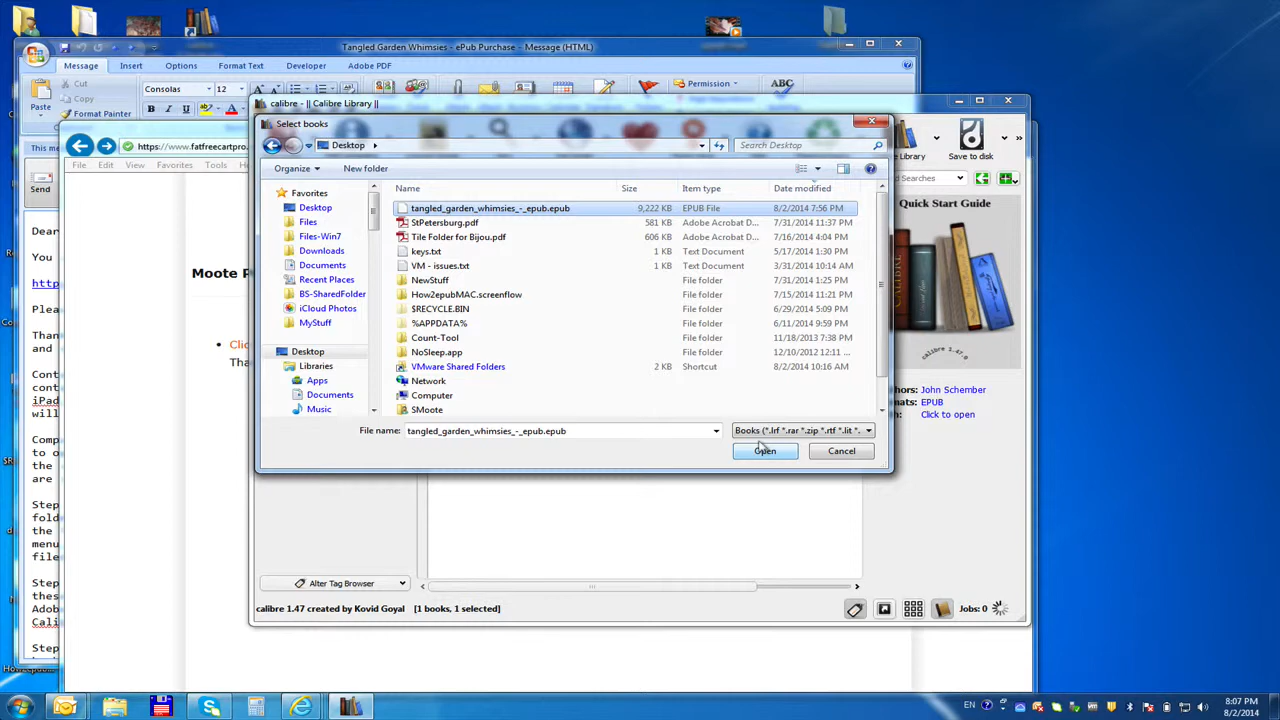 Tangled Garden Whimsies - ePub Purchase - Message (HTML)
Message Insert Options Format Text Developer Adobe PDF
Cut
Copy
Paste
Format Painter
Consolas 12
Permission
ABC
calibre - || Calibre Library ||
Select books
Desktop
Search Desktop
Organize New folder
Name Size Item type Date modified
tangled_garden_whimsies_-_epub.epub 9,222 KB EPUB File 8/2/2014 7:56 PM
StPetersburg.pdf 581 KB Adobe Acrobat D... 7/31/2014 11:37 PM
Tile Folder for Bijou.pdf 606 KB Adobe Acrobat D... 7/16/2014 4:04 PM
keys.txt 1 KB Text Document 5/17/2014 1:30 PM
VM - issues.txt 1 KB Text Document 3/31/2014 10:14 AM
NewStuff File folder 7/31/2014 1:25 PM
How2epubMAC.screenflow File folder 7/15/2014 11:21 PM
$RECYCLE.BIN File folder 6/29/2014 5:09 PM
%APPDATA% File folder 6/11/2014 9:59 PM
Count-Tool File folder 11/18/2013 7:38 PM
NoSleep.app File folder 12/10/2012 12:11 ...
VMware Shared Folders 2 KB Shortcut 8/2/2014 10:16 AM
Network
Computer
SMoote
Favorites
Desktop
Files
Files-Win7
Downloads
Documents
Recent Places
BS-SharedFolder
iCloud Photos
MyStuff
Desktop
Libraries
Apps
Documents
Music
File name: tangled_garden_whimsies_-_epub.epub
Books (*.lrf *.rar *.zip *.rtf *.lit *.
Open Cancel
https://www.fatfreecartpro.
File Edit View Favorites Tools
This me
Send
Dear
You
http
Moote P
Plea
Than
and
Clic
Tha
Cont
cont
iPad
will
Comp
to o
are
Step
fold
the
menu
file
Step
thes
Adob
Cali
Step
e Library
Save to disk
d Searches
Quick Start Guide
calibre 1.47.0
hors: John Schember
mats: EPUB
h: Click to open
Alter Tag Browser
calibre 1.47 created by Kovid Goyal [1 books, 1 selected]
Jobs: 0
EN
8:07 PM
8/2/2014